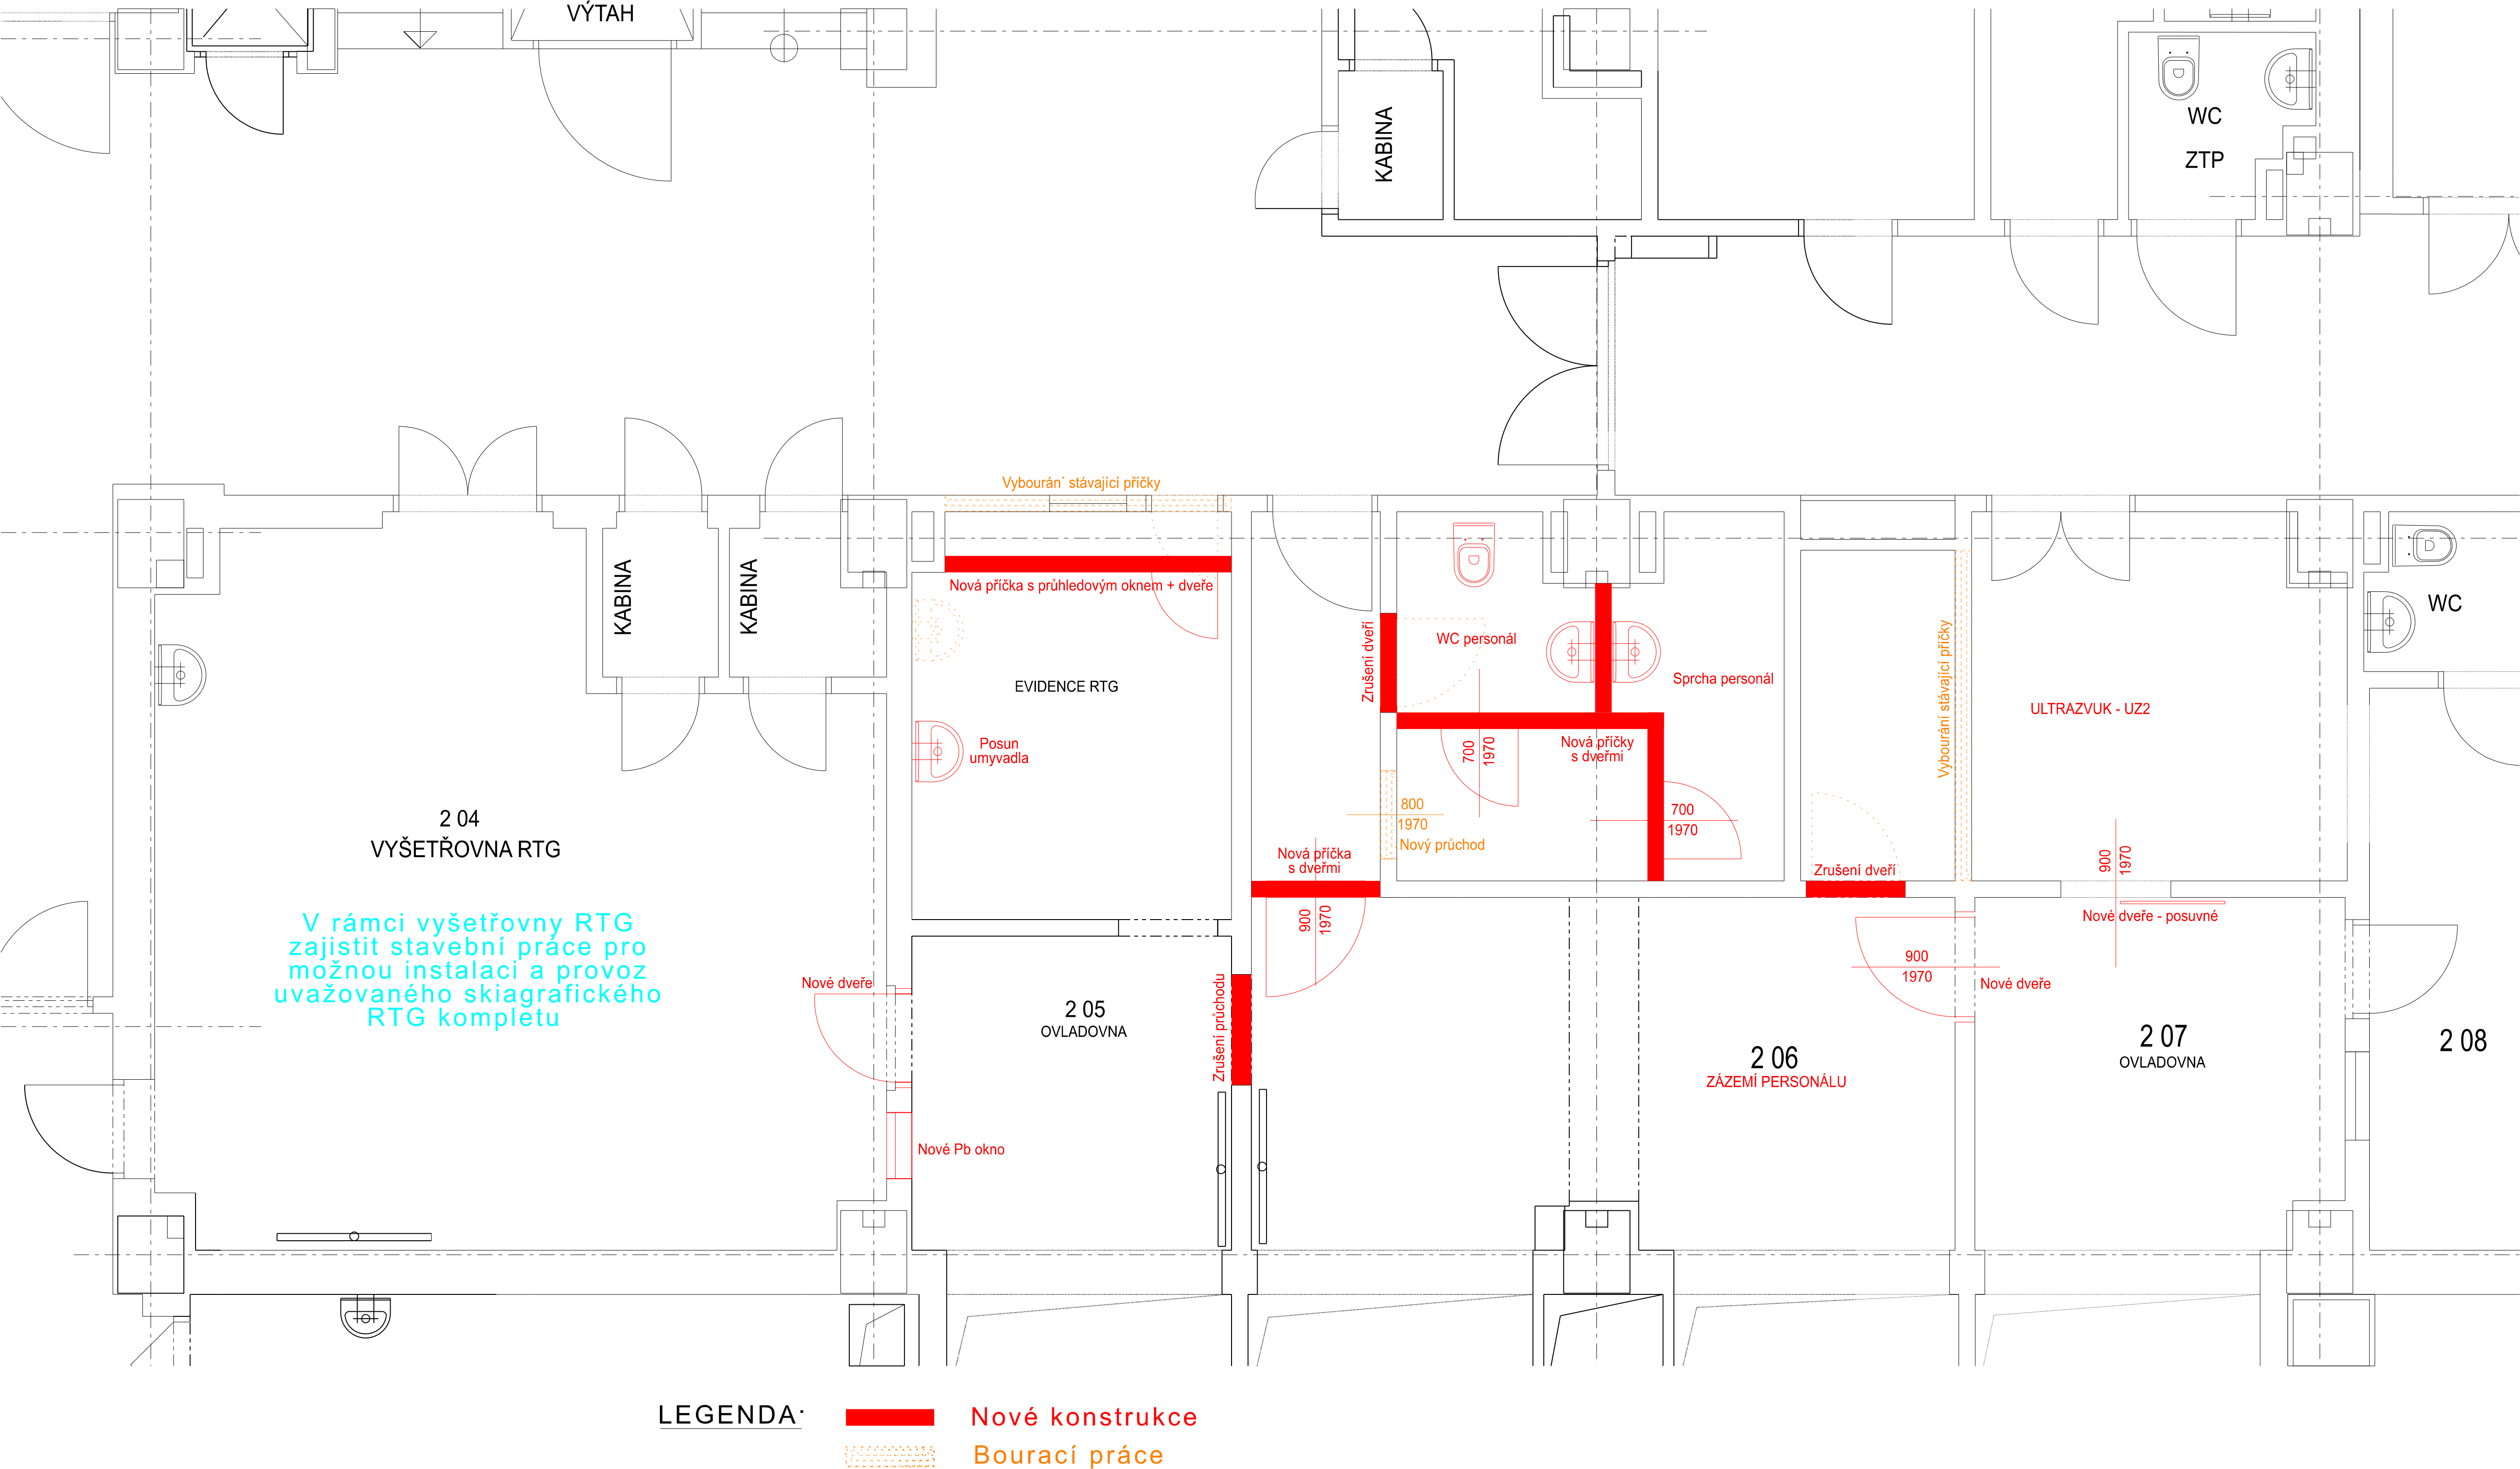 VÝTAH
KABINA
WC
ZTP
Vybourán´ stávající příčky
KABINA
KABINA
Nová příčka s průhledovým oknem + dveře
EVIDENCE RTG
Posun
umyvadla
Zrušení dveří
WC personál
Sprcha personál
Vybourání stávající příčky
ULTRAZVUK - UZ2
WC
700
1970
Nová příčky
s dveřmi
800
1970
Nový průchod
700
1970
2 04
VYŠETŘOVNA RTG
Nová příčka
s dveřmi
900
1970
Zrušení dveří
900
1970
Nové dveře - posuvné
V rámci vyšetřovny RTG
zajistit stavební práce pro
možnou instalaci a provoz
uvažovaného skiagrafického
RTG kompletu
Nové dveře
2 05
OVLADOVNA
Zrušení průchodu
900
1970
Nové dveře
2 06
ZÁZEMÍ PERSONÁLU
2 07
OVLADOVNA
2 08
Nové Pb okno
LEGENDA·
Nové konstrukce
Bourací práce